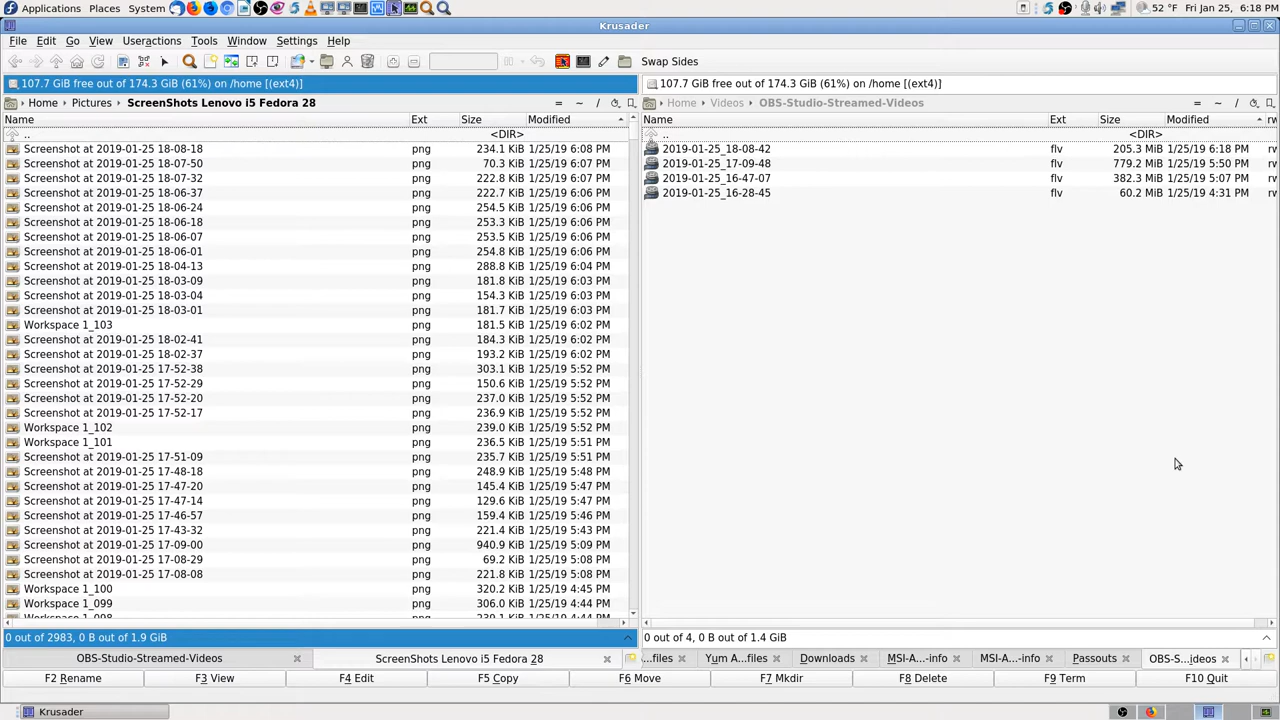 Applications Places System 52 °F Fri Jan 25, 6:18 PM
Krusader
File Edit Go View Useractions Tools Window Settings Help
Swap Sides
107.7 GiB free out of 174.3 GiB (61%) on /home [(ext4)]
Home Pictures ScreenShots Lenovo i5 Fedora 28 = ~ /
Name Ext Size Modified
.. <DIR>
Screenshot at 2019-01-25 18-08-18 png 234.1 KiB 1/25/19 6:08 PM
Screenshot at 2019-01-25 18-07-50 png 70.3 KiB 1/25/19 6:07 PM
Screenshot at 2019-01-25 18-07-32 png 222.8 KiB 1/25/19 6:07 PM
Screenshot at 2019-01-25 18-06-37 png 222.7 KiB 1/25/19 6:06 PM
Screenshot at 2019-01-25 18-06-24 png 254.5 KiB 1/25/19 6:06 PM
Screenshot at 2019-01-25 18-06-18 png 253.3 KiB 1/25/19 6:06 PM
Screenshot at 2019-01-25 18-06-07 png 253.5 KiB 1/25/19 6:06 PM
Screenshot at 2019-01-25 18-06-01 png 254.8 KiB 1/25/19 6:06 PM
Screenshot at 2019-01-25 18-04-13 png 288.8 KiB 1/25/19 6:04 PM
Screenshot at 2019-01-25 18-03-09 png 181.8 KiB 1/25/19 6:03 PM
Screenshot at 2019-01-25 18-03-04 png 154.3 KiB 1/25/19 6:03 PM
Screenshot at 2019-01-25 18-03-01 png 181.7 KiB 1/25/19 6:03 PM
Workspace 1_103 png 181.5 KiB 1/25/19 6:02 PM
Screenshot at 2019-01-25 18-02-41 png 184.3 KiB 1/25/19 6:02 PM
Screenshot at 2019-01-25 18-02-37 png 193.2 KiB 1/25/19 6:02 PM
Screenshot at 2019-01-25 17-52-38 png 303.1 KiB 1/25/19 5:52 PM
Screenshot at 2019-01-25 17-52-29 png 150.6 KiB 1/25/19 5:52 PM
Screenshot at 2019-01-25 17-52-20 png 237.0 KiB 1/25/19 5:52 PM
Screenshot at 2019-01-25 17-52-17 png 236.9 KiB 1/25/19 5:52 PM
Workspace 1_102 png 239.0 KiB 1/25/19 5:52 PM
Workspace 1_101 png 236.5 KiB 1/25/19 5:51 PM
Screenshot at 2019-01-25 17-51-09 png 235.7 KiB 1/25/19 5:51 PM
Screenshot at 2019-01-25 17-48-18 png 248.9 KiB 1/25/19 5:48 PM
Screenshot at 2019-01-25 17-47-20 png 145.4 KiB 1/25/19 5:47 PM
Screenshot at 2019-01-25 17-47-14 png 129.6 KiB 1/25/19 5:47 PM
Screenshot at 2019-01-25 17-46-57 png 159.4 KiB 1/25/19 5:46 PM
Screenshot at 2019-01-25 17-43-32 png 221.4 KiB 1/25/19 5:43 PM
Screenshot at 2019-01-25 17-09-00 png 940.9 KiB 1/25/19 5:09 PM
Screenshot at 2019-01-25 17-08-29 png 69.2 KiB 1/25/19 5:08 PM
Screenshot at 2019-01-25 17-08-08 png 221.8 KiB 1/25/19 5:08 PM
Workspace 1_100 png 320.2 KiB 1/25/19 4:45 PM
Workspace 1_099 png 306.0 KiB 1/25/19 4:44 PM
Workspace 1_098 png 239.1 KiB 1/25/19 4:44 PM
0 out of 2983, 0 B out of 1.9 GiB
OBS-Studio-Streamed-Videos ScreenShots Lenovo i5 Fedora 28
107.7 GiB free out of 174.3 GiB (61%) on /home [(ext4)]
Home Videos OBS-Studio-Streamed-Videos = ~ /
Name Ext Size Modified rw
.. <DIR>
2019-01-25_18-08-42 flv 205.3 MiB 1/25/19 6:18 PM rw
2019-01-25_17-09-48 flv 779.2 MiB 1/25/19 5:50 PM rw
2019-01-25_16-47-07 flv 382.3 MiB 1/25/19 5:07 PM rw
2019-01-25_16-28-45 flv 60.2 MiB 1/25/19 4:31 PM rw
0 out of 4, 0 B out of 1.4 GiB
...files Yum A...files Downloads MSI-A...-info MSI-A...-info Passouts OBS-S...ideos
F2 Rename F3 View F4 Edit F5 Copy F6 Move F7 Mkdir F8 Delete F9 Term F10 Quit
Krusader